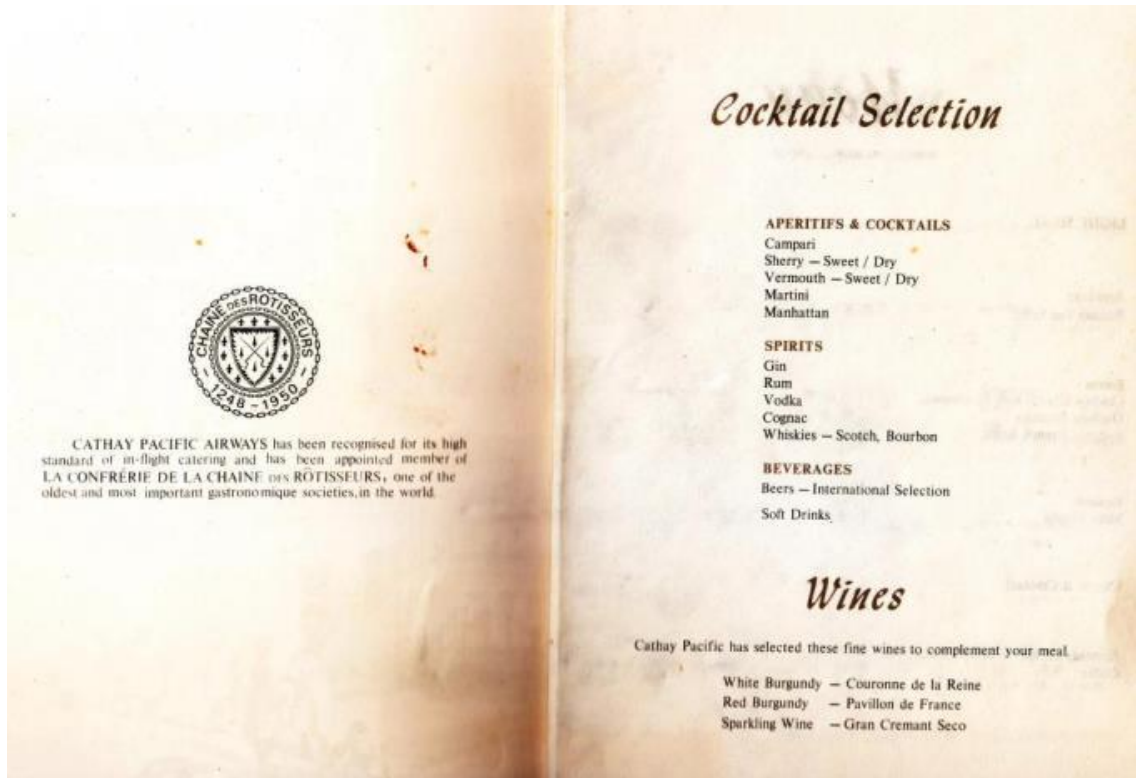 CHAINE DES ROTISSEURS
- 1248 - 1950 -
CATHAY PACIFIC AIRWAYS has been recognised for its high
standard of in-flight catering and has been appointed member of
LA CONFRÉRIE DE LA CHAINE DES RÔTISSEURS, one of the
oldest and most important gastronomique societies in the world.
Cocktail Selection
APERITIFS & COCKTAILS
Campari
Sherry — Sweet / Dry
Vermouth — Sweet / Dry
Martini
Manhattan
SPIRITS
Gin
Rum
Vodka
Cognac
Whiskies — Scotch, Bourbon
BEVERAGES
Beers — International Selection
Soft Drinks
Wines
Cathay Pacific has selected these fine wines to complement your meal.
White Burgundy — Couronne de la Reine
Red Burgundy — Pavillon de France
Sparkling Wine — Gran Cremant Seco